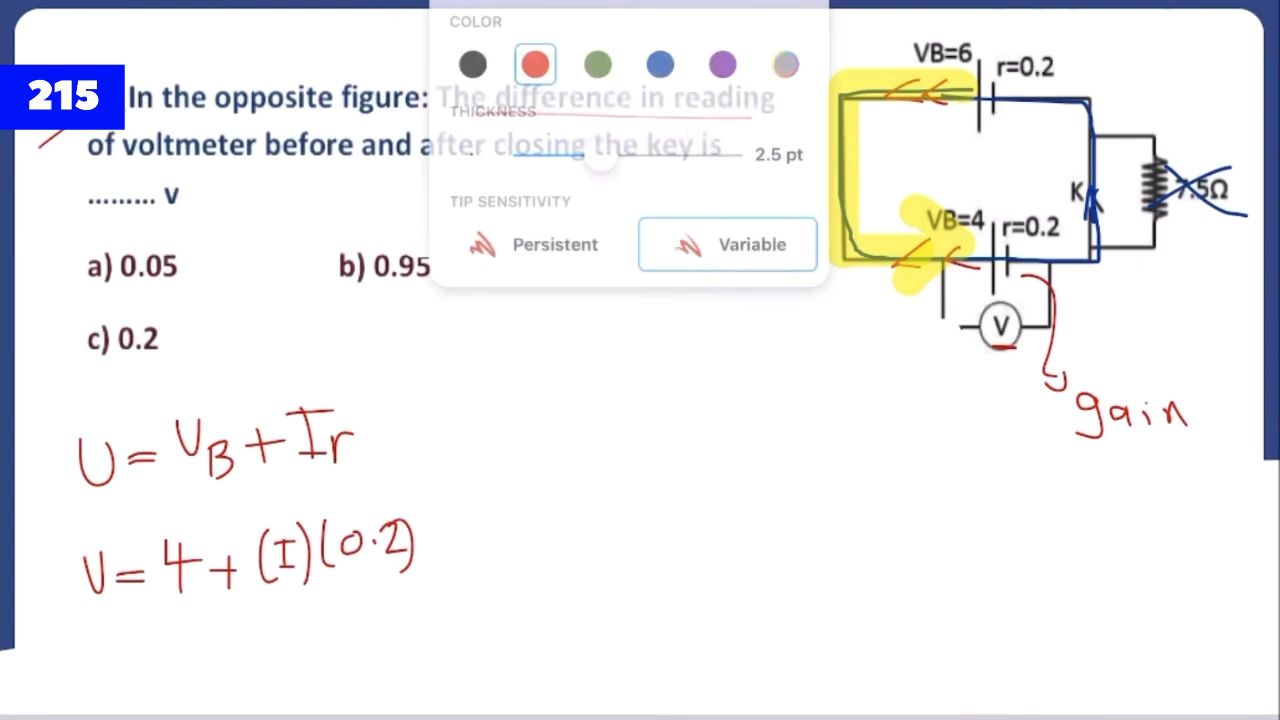 COLOR
215
In the opposite figure: The difference in reading
THICKNESS
of voltmeter before and after closing the key is
2.5 pt
......... v
TIP SENSITIVITY
Persistent
Variable
a) 0.05
b) 0.95
c) 0.2
VB=6
r=0.2
K
7.5Ω
VB=4
r=0.2
V
gain
V = VB + Ir
V = 4 + (I)(0.2)